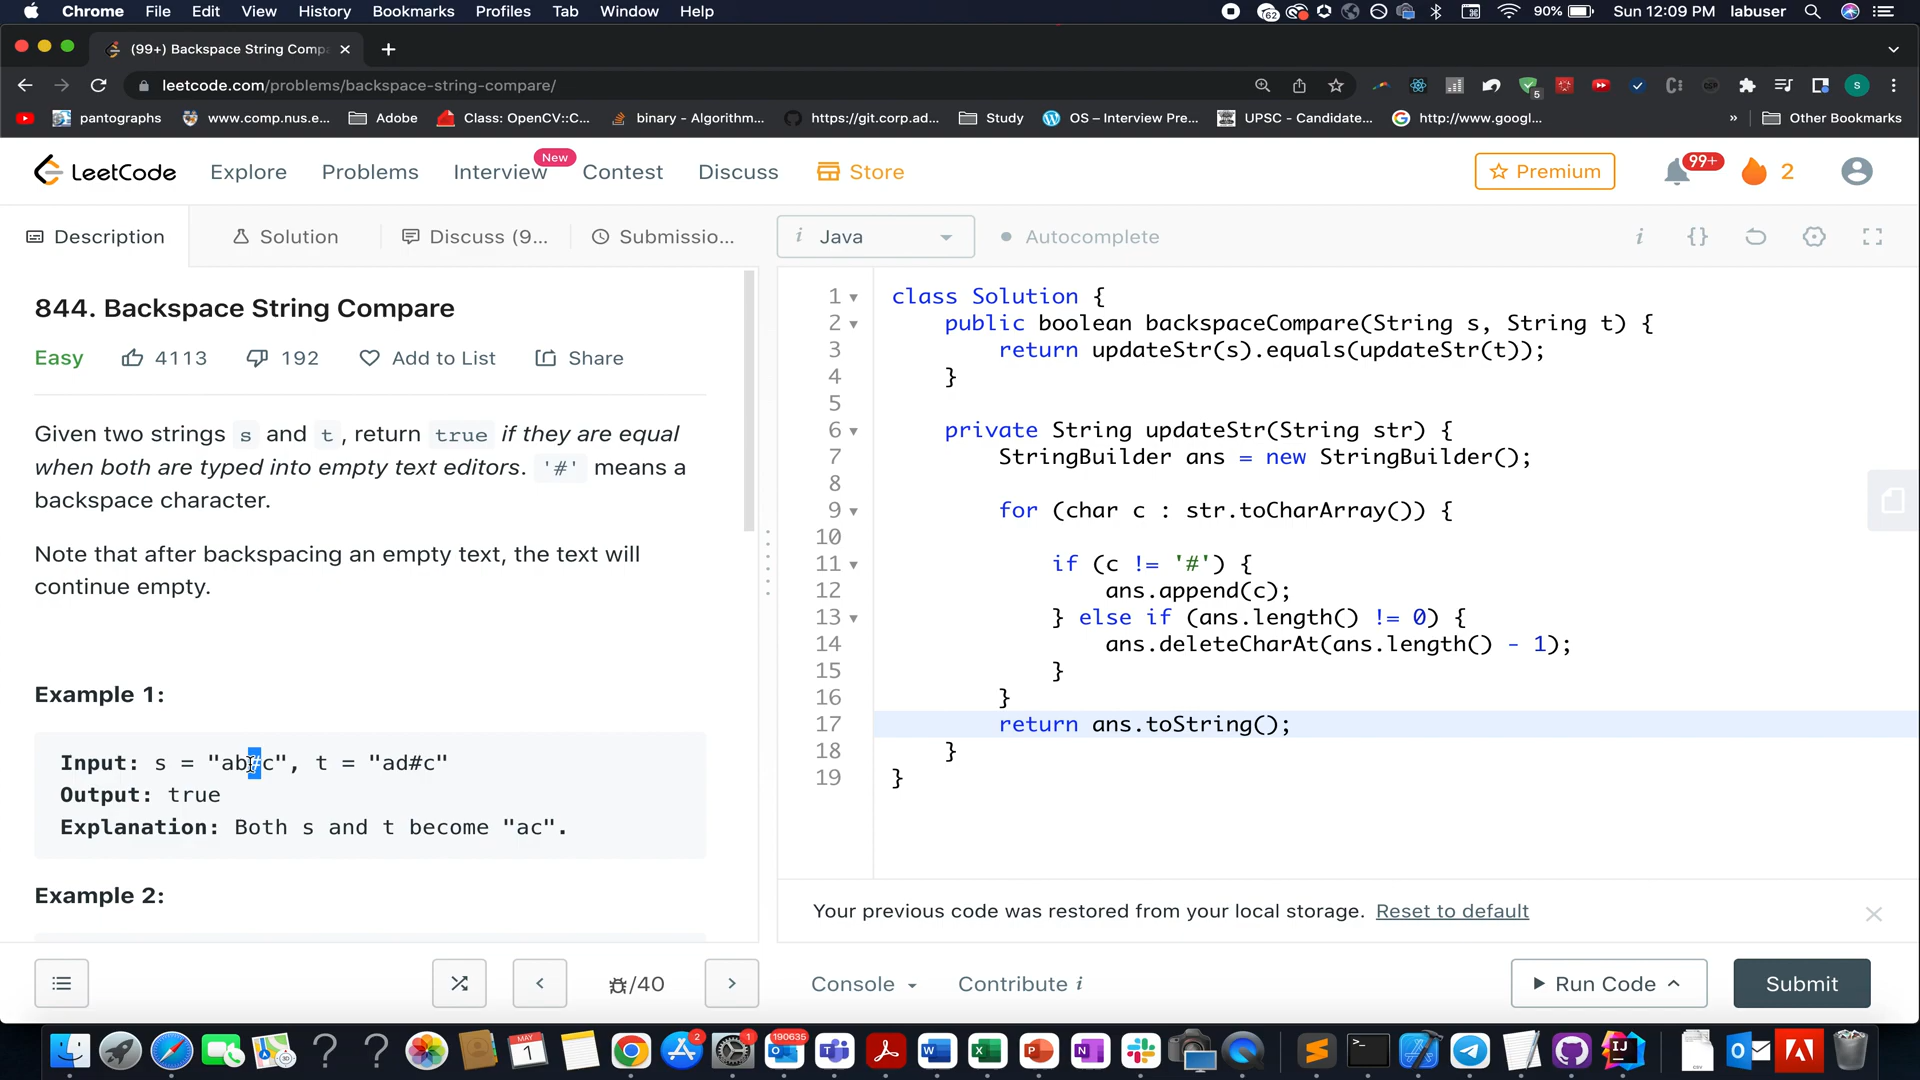 Chrome File Edit View History Bookmarks Profiles Tab Window Help 62 90% Sun 12:09 PM labuser
(99+) Backspace String Comp
leetcode.com/problems/backspace-string-compare/ 5 s
pantographs www.comp.nus.e... Adobe Class: OpenCV::C... binary - Algorithm... https://git.corp.ad... Study OS – Interview Pre... UPSC - Candidate... http://www.googl... » Other Bookmarks
LeetCode Explore Problems Interview New Contest Discuss Store Premium 99+ 2
Description Solution Discuss (9... Submissio... i Java Autocomplete i {}
844. Backspace String Compare
Easy 4113 192 Add to List Share
Given two strings s and t , return true if they are equal
when both are typed into empty text editors. '#' means a
backspace character.
Note that after backspacing an empty text, the text will
continue empty.
Example 1:
Input: s = "ab#c", t = "ad#c"
Output: true
Explanation: Both s and t become "ac".
Example 2:
1 class Solution {
2 public boolean backspaceCompare(String s, String t) {
3 return updateStr(s).equals(updateStr(t));
4 }
5
6 private String updateStr(String str) {
7 StringBuilder ans = new StringBuilder();
8
9 for (char c : str.toCharArray()) {
10
11 if (c != '#') {
12 ans.append(c);
13 } else if (ans.length() != 0) {
14 ans.deleteCharAt(ans.length() - 1);
15 }
16 }
17 return ans.toString();
18 }
19 }
Your previous code was restored from your local storage. Reset to default
/40 Console Contribute i Run Code Submit
MAY 1 2 1 190635